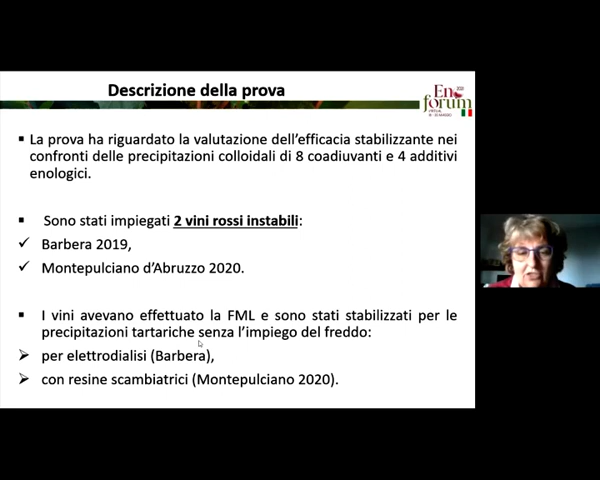 Descrizione della prova
En
2021
forum
▪ La prova ha riguardato la valutazione dell'efficacia stabilizzante nei
confronti delle precipitazioni colloidali di 8 coadiuvanti e 4 additivi
enologici.
▪ Sono stati impiegati 2 vini rossi instabili:
✓ Barbera 2019,
✓ Montepulciano d'Abruzzo 2020.
▪ I vini avevano effettuato la FML e sono stati stabilizzati per le
precipitazioni tartariche senza l'impiego del freddo:
➢ per elettrodialisi (Barbera),
➢ con resine scambiatrici (Montepulciano 2020).